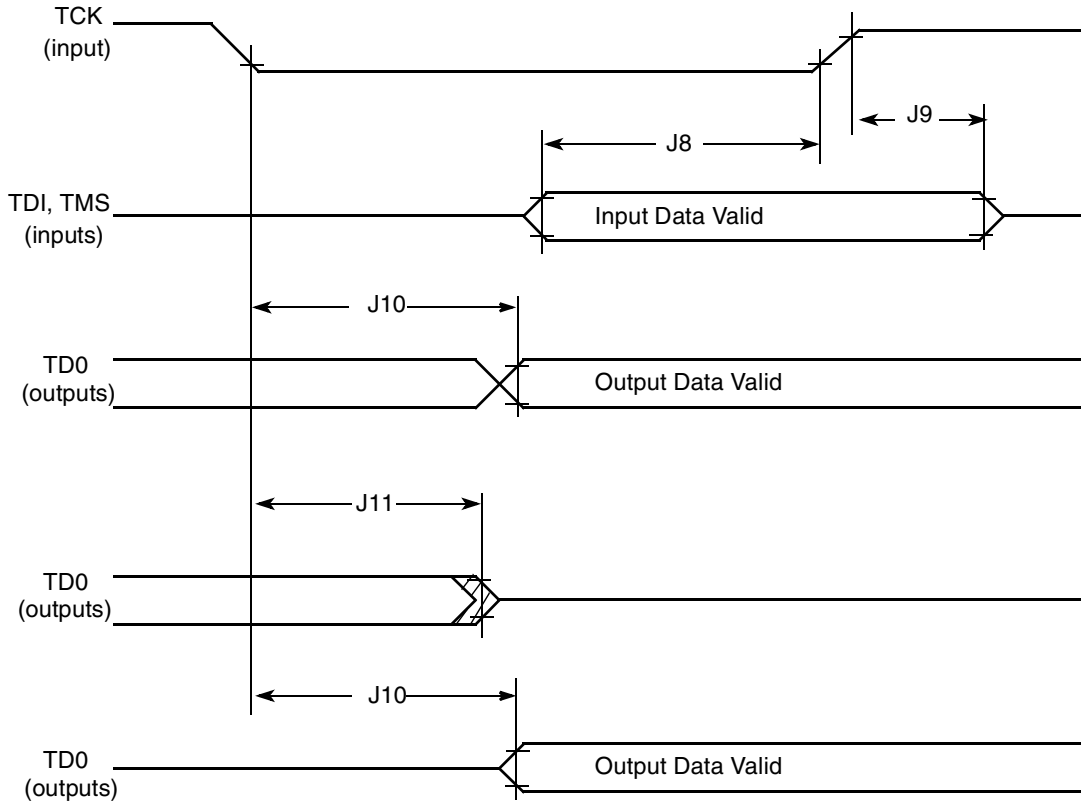 TCK
(input)
J9
J8
TDI, TMS
(inputs)
Input Data Valid
J10
TD0
(outputs)
Output Data Valid
J11
TD0
(outputs)
J10
TD0
(outputs)
Output Data Valid